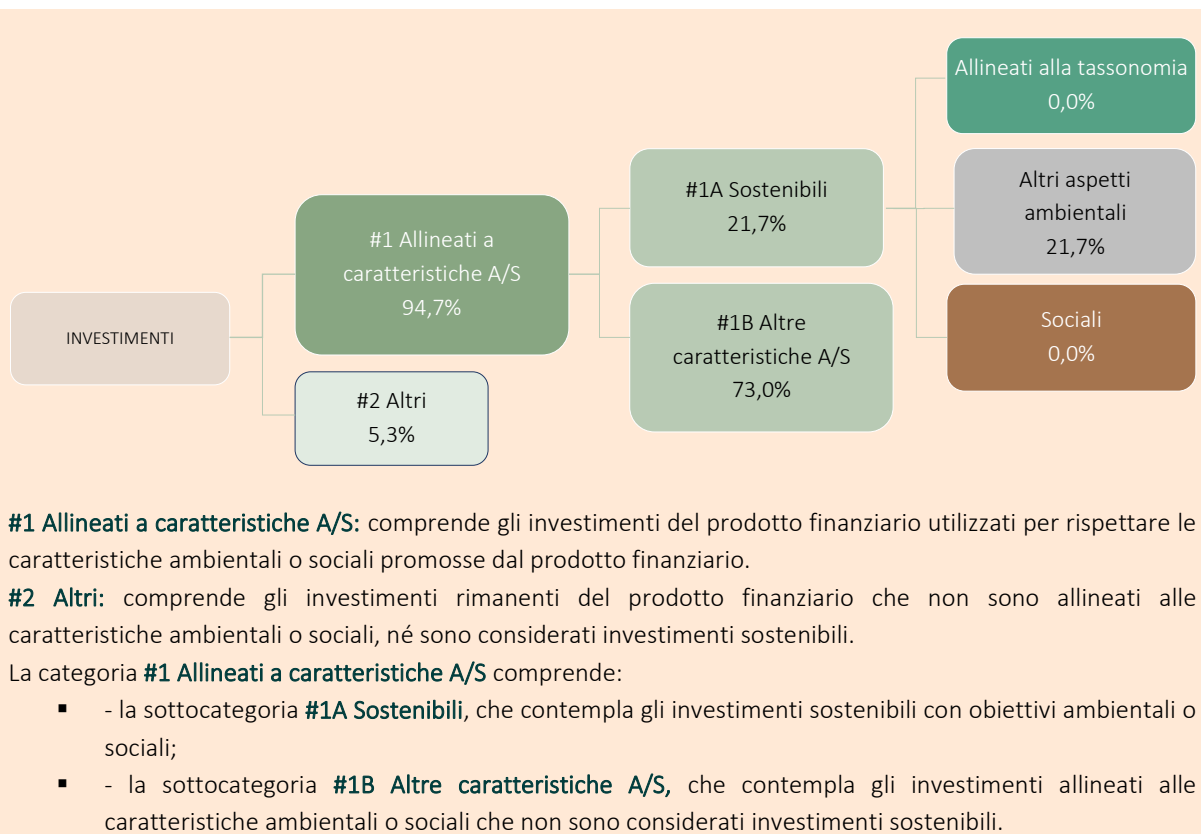 Allineati alla tassonomia
0,0%
#1A Sostenibili
21,7%
Altri aspetti
ambientali
21,7%
#1 Allineati a
caratteristiche A/S
94,7%
INVESTIMENTI
#1B Altre
caratteristiche A/S
73,0%
Sociali
0,0%
#2 Altri
5,3%
#1 Allineati a caratteristiche A/S: comprende gli investimenti del prodotto finanziario utilizzati per rispettare le
caratteristiche ambientali o sociali promosse dal prodotto finanziario.
#2 Altri: comprende gli investimenti rimanenti del prodotto finanziario che non sono allineati alle
caratteristiche ambientali o sociali, né sono considerati investimenti sostenibili.
La categoria #1 Allineati a caratteristiche A/S comprende:
▪ - la sottocategoria #1A Sostenibili, che contempla gli investimenti sostenibili con obiettivi ambientali o
sociali;
▪ - la sottocategoria #1B Altre caratteristiche A/S, che contempla gli investimenti allineati alle
caratteristiche ambientali o sociali che non sono considerati investimenti sostenibili.